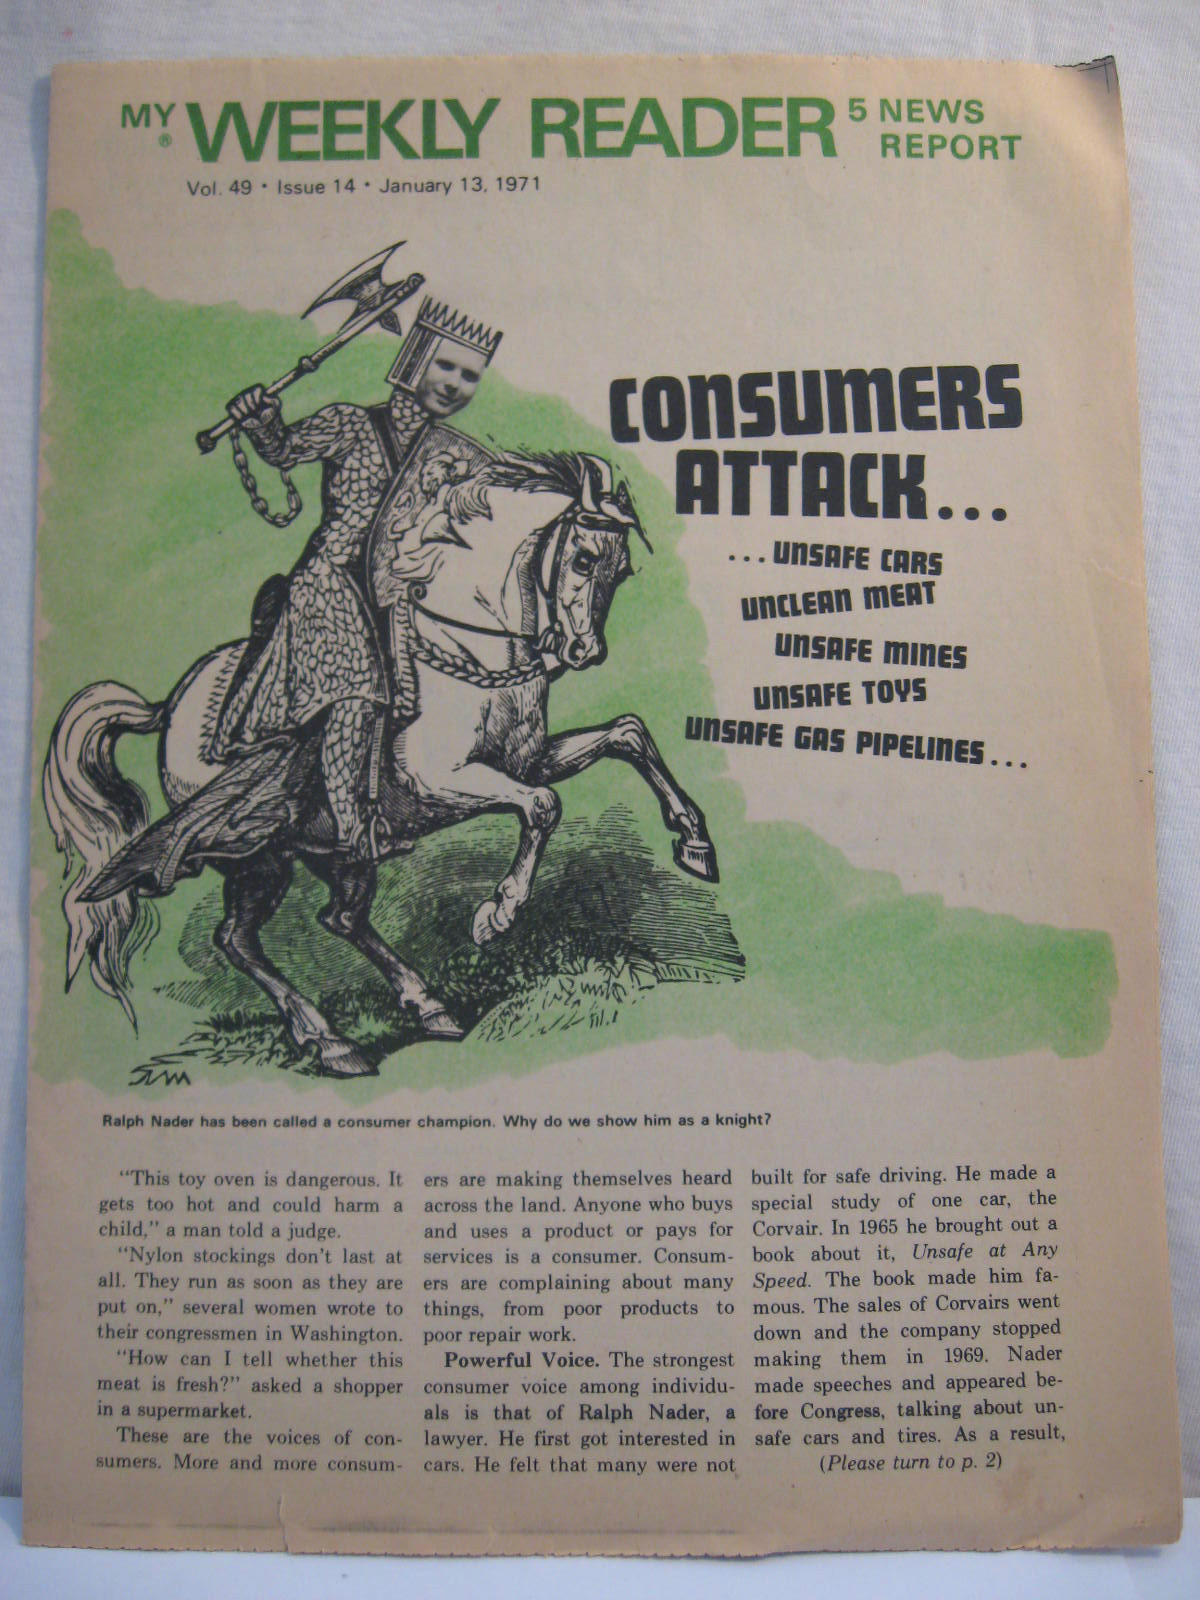 MY WEEKLY READER 5 NEWS REPORT
®
Vol. 49 • Issue 14 • January 13, 1971
CONSUMERS
ATTACK...
...UNSAFE CARS
UNCLEAN MEAT
UNSAFE MINES
UNSAFE TOYS
UNSAFE GAS PIPELINES...
Ralph Nader has been called a consumer champion. Why do we show him as a knight?
"This toy oven is dangerous. It
gets too hot and could harm a
child," a man told a judge.
"Nylon stockings don't last at
all. They run as soon as they are
put on," several women wrote to
their congressmen in Washington.
"How can I tell whether this
meat is fresh?" asked a shopper
in a supermarket.
These are the voices of con-
sumers. More and more consum-
ers are making themselves heard
across the land. Anyone who buys
and uses a product or pays for
services is a consumer. Consum-
ers are complaining about many
things, from poor products to
poor repair work.
Powerful Voice. The strongest
consumer voice among individu-
als is that of Ralph Nader, a
lawyer. He first got interested in
cars. He felt that many were not
built for safe driving. He made a
special study of one car, the
Corvair. In 1965 he brought out a
book about it, Unsafe at Any
Speed. The book made him fa-
mous. The sales of Corvairs went
down and the company stopped
making them in 1969. Nader
made speeches and appeared be-
fore Congress, talking about un-
safe cars and tires. As a result,
(Please turn to p. 2)